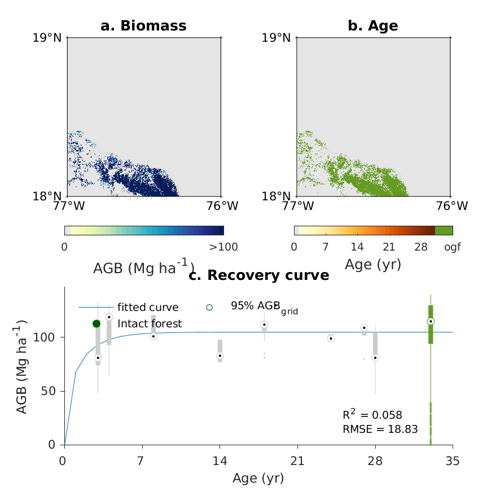 a. Biomass
b. Age
19°N
19°N
18°N
18°N
77°W
76°W
77°W
76°W
0
>100
0
7
14
21
28
ogf
AGB (Mg ha-1)
Age (yr)
c. Recovery curve
fitted curve
95% AGBgrid
Intact forest
AGB (Mg ha-1)
100
50
0
R2 = 0.058
RMSE = 18.83
0
7
14
21
28
35
Age (yr)